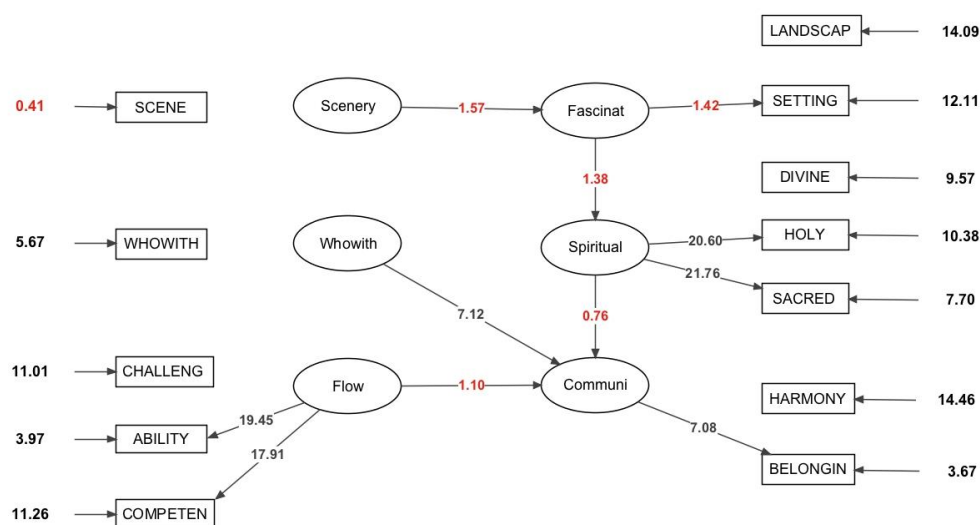 LANDSCAP 14.09
0.41 SCENE Scenery 1.57 Fascinat 1.42 SETTING 12.11
1.38 DIVINE 9.57
5.67 WHOWITH Whowith Spiritual 20.60 HOLY 10.38
21.76 SACRED 7.70
7.12 0.76
11.01 CHALLENG Flow 1.10 Communi HARMONY 14.46
3.97 ABILITY 19.45 7.08
17.91 BELONGIN 3.67
11.26 COMPETEN